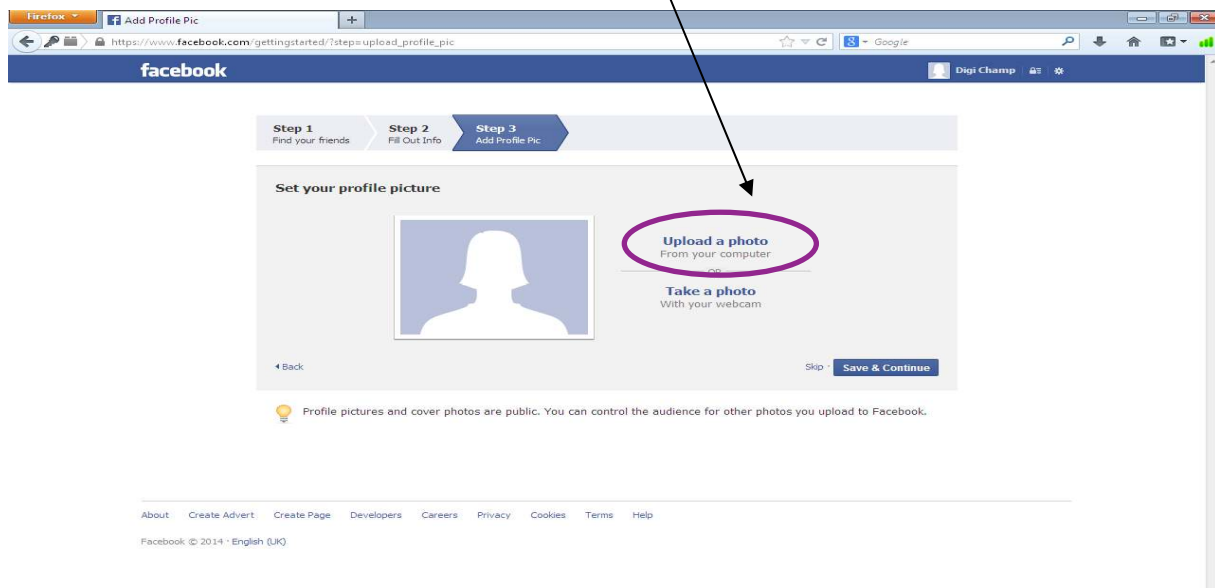 Firefox
Add Profile Pic
https://www.facebook.com/gettingstarted/?step=upload_profile_pic
Google
facebook
Digi Champ
Step 1
Find your friends
Step 2
Fill Out Info
Step 3
Add Profile Pic
Set your profile picture
Upload a photo
From your computer
OR
Take a photo
With your webcam
Back
Skip · Save & Continue
Profile pictures and cover photos are public. You can control the audience for other photos you upload to Facebook.
About Create Advert Create Page Developers Careers Privacy Cookies Terms Help
Facebook © 2014 · English (UK)